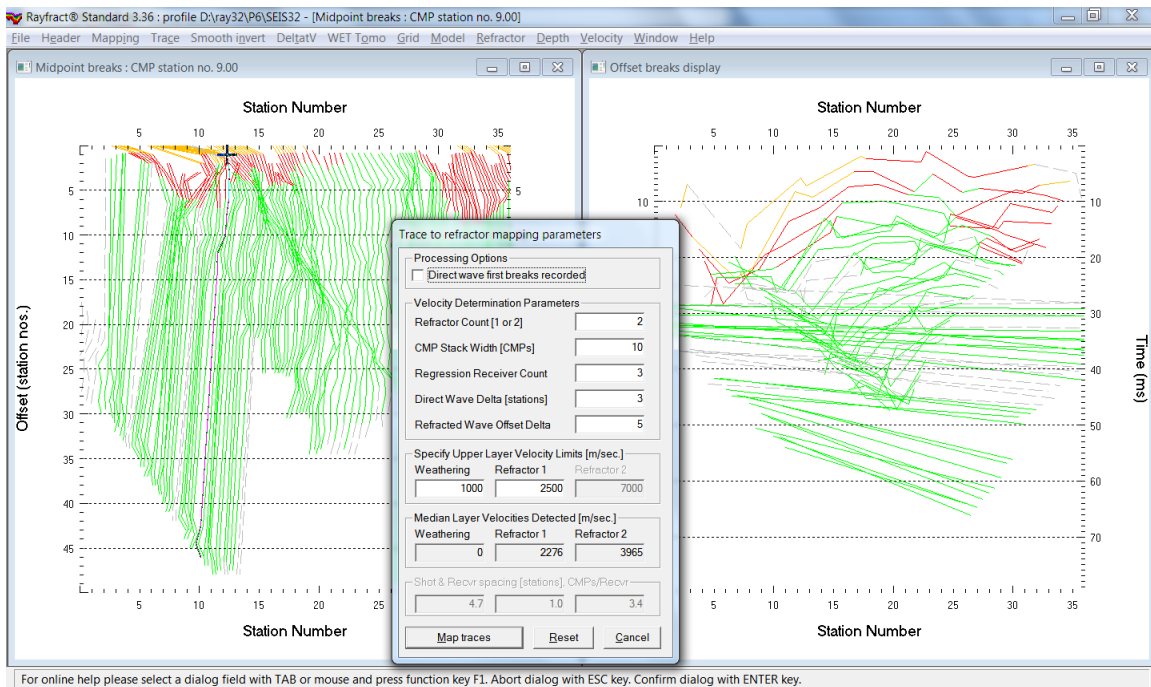 Rayfract® Standard 3.36 : profile D:\ray32\P6\SEIS32 - [Midpoint breaks : CMP station no. 9.00]
File Header Mapping Trace Smooth invert DeltatV WET Tomo Grid Model Refractor Depth Velocity Window Help
Midpoint breaks : CMP station no. 9.00
Station Number
5 10 15 20 25 30 35
5
10
15
20
25
30
35
40
45
5
Offset (station nos.)
5 10 15 20 25
Station Number
Offset breaks display
Station Number
5 10 15 20 25 30 35
10
10
20
30
40
50
60
70
Time (ms)
5 10 15 20 25 30 35
Station Number
Trace to refractor mapping parameters
Processing Options
Direct wave first breaks recorded
Velocity Determination Parameters
Refractor Count [1 or 2] 2
CMP Stack Width [CMPs] 10
Regression Receiver Count 3
Direct Wave Delta [stations] 3
Refracted Wave Offset Delta 5
Specify Upper Layer Velocity Limits [m/sec.]
Weathering Refractor 1 Refractor 2
1000 2500 7000
Median Layer Velocities Detected [m/sec.]
Weathering Refractor 1 Refractor 2
0 2276 3965
Shot & Recvr spacing [stations], CMPs/Recvr
4.7 1.0 3.4
Map traces Reset Cancel
For online help please select a dialog field with TAB or mouse and press function key F1. Abort dialog with ESC key. Confirm dialog with ENTER key.